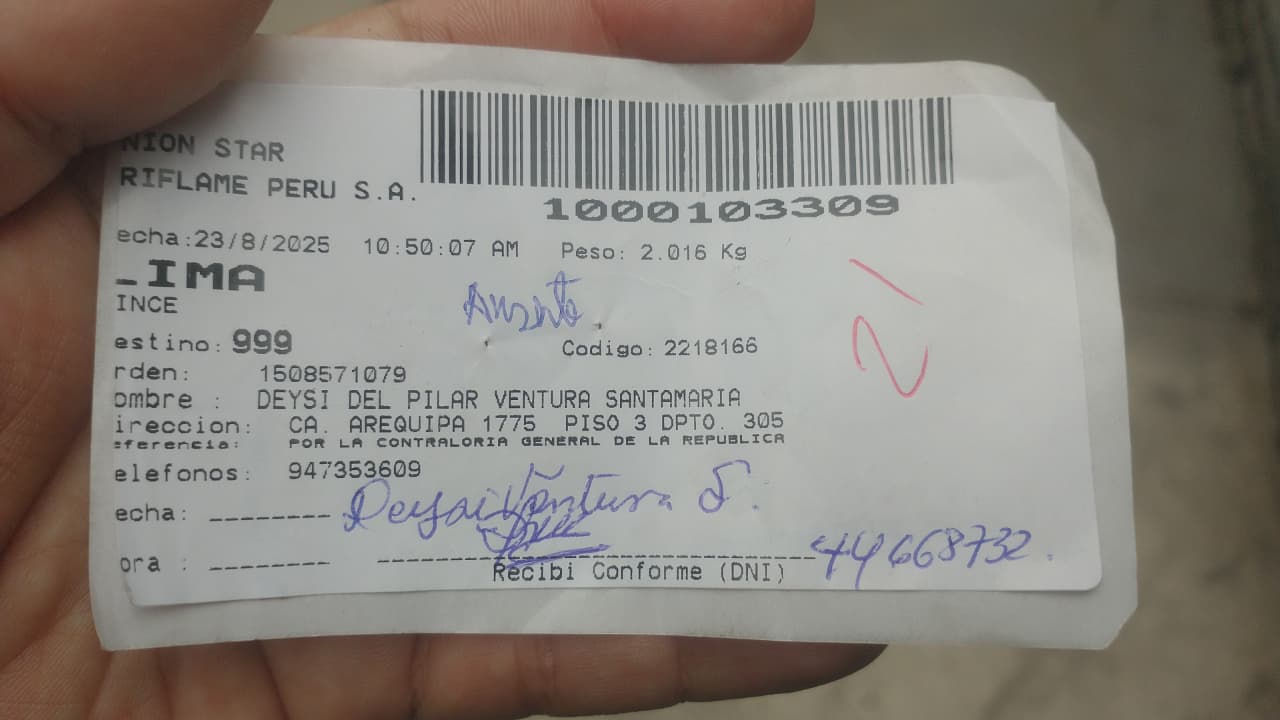 NION STAR
RIFLAME PERU S.A.
1000103309
echa:23/8/2025 10:50:07 AM Peso: 2.016 Kg
LIMA
INCE
estino: 999
Codigo: 2218166
21
rden: 1508571079
ombre : DEYSI DEL PILAR VENTURA SANTAMARIA
ireccion: CA. AREQUIPA 1775 PISO 3 DPTO. 305
eferencia: POR LA CONTRALORIA GENERAL DE LA REPUBLICA
elefonos: 947353609
echa: -------- Deysi Ventura S.
ora : -------- 44668732.
Recibi Conforme (DNI)